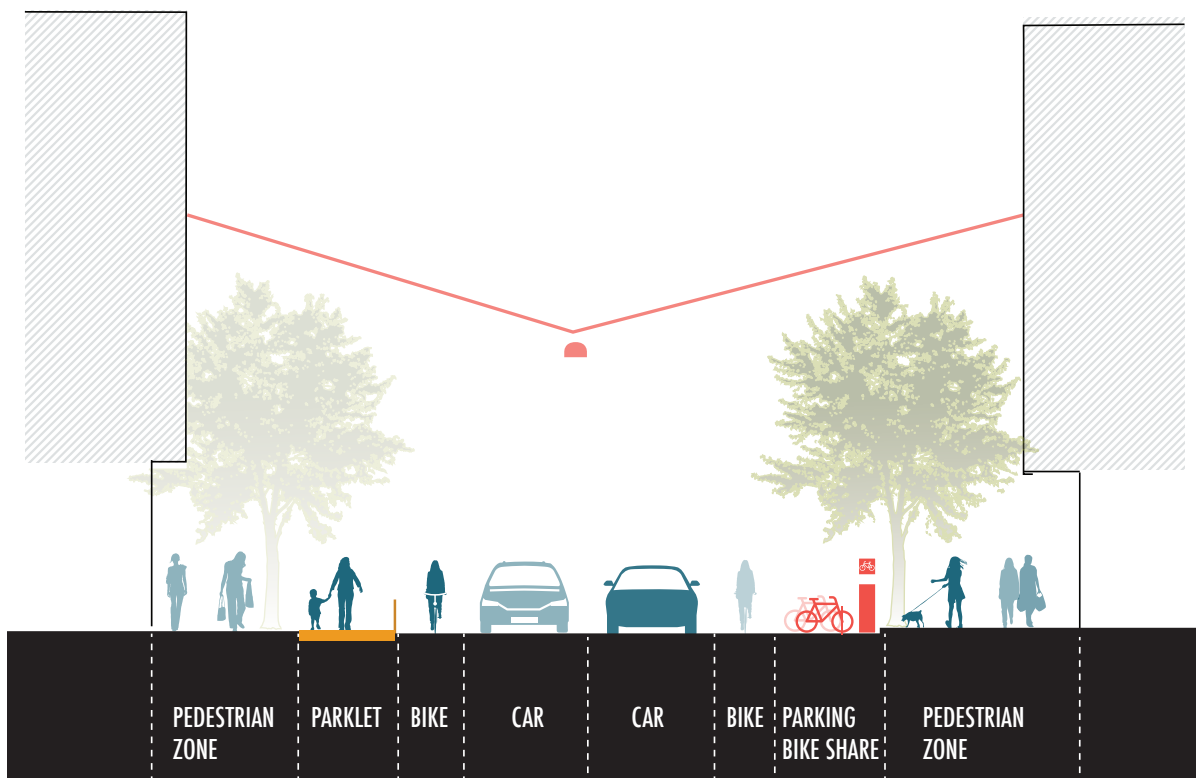 PEDESTRIAN
ZONE
PARKLET
BIKE
CAR
CAR
BIKE
PARKING
BIKE SHARE
PEDESTRIAN
ZONE